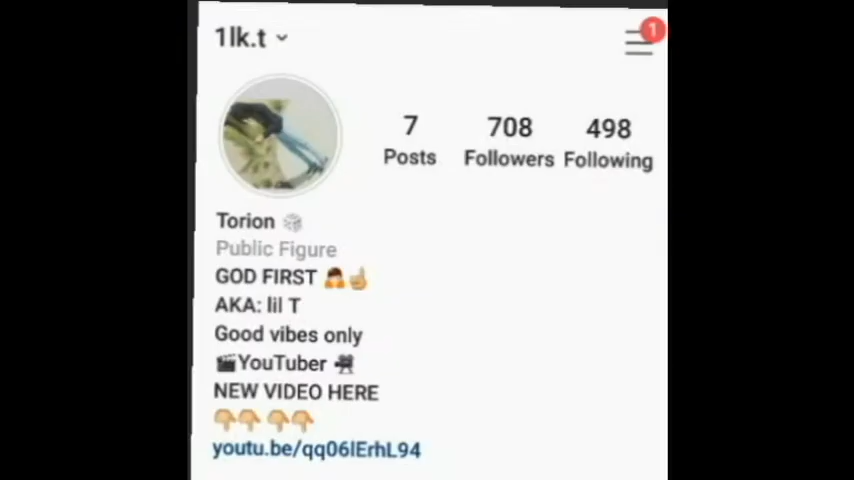 1lk.t
1
7 708 498
Posts Followers Following
Torion
Public Figure
GOD FIRST 🙇☝
AKA: lil T
Good vibes only
🎬YouTuber 🎥
NEW VIDEO HERE
👇👇 👇👇
youtu.be/qq06lErhL94